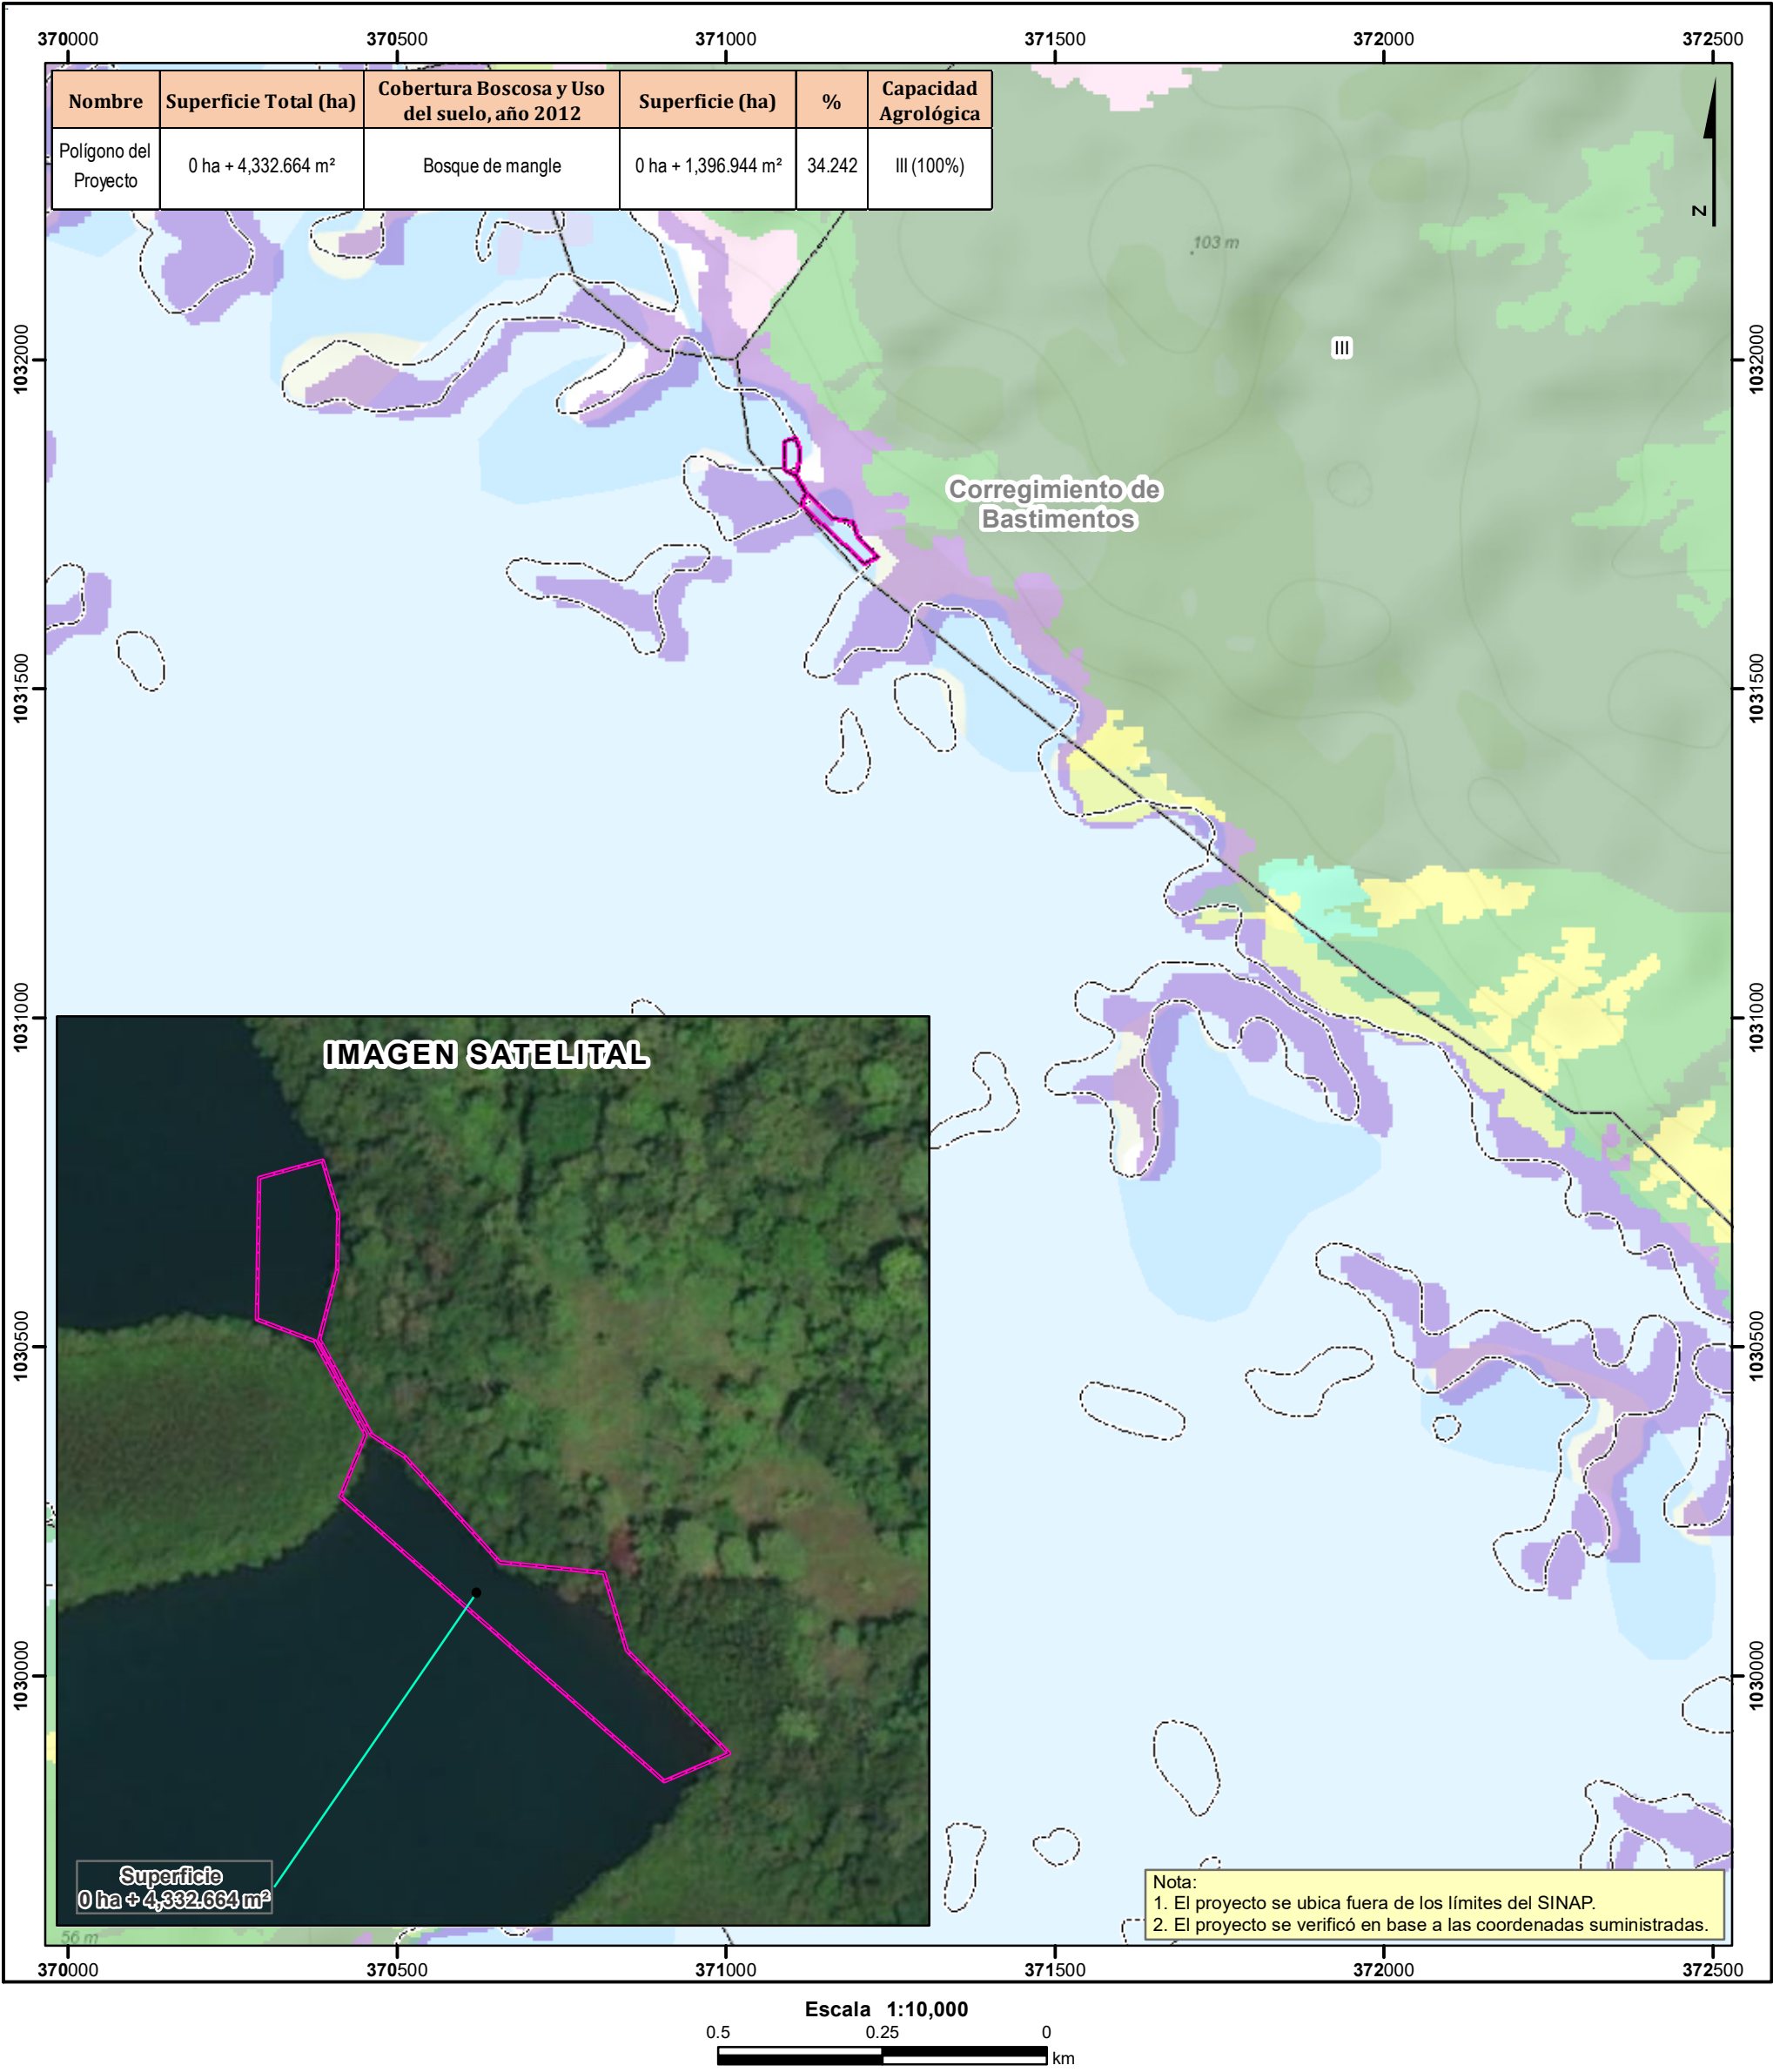 370000 370500 371000 371500 372000 372500
Nombre Superficie Total (ha) Cobertura Boscosa y Uso del suelo, año 2012 Superficie (ha) % Capacidad Agrológica
Polígono del Proyecto 0 ha + 4,332.664 m² Bosque de mangle 0 ha + 1,396.944 m² 34.242 III (100%)
N
103 m
III
1032000 1032000
Corregimiento de
Bastimentos
1031500 1031500
1031000 1031000
IMAGEN SATELITAL
1030500 1030500
1030000 1030000
Superficie
0 ha + 4,332.664 m²
Nota:
1. El proyecto se ubica fuera de los límites del SINAP.
2. El proyecto se verificó en base a las coordenadas suministradas.
56 m
370000 370500 371000 371500 372000 372500
Escala 1:10,000
0.5 0.25 0
km